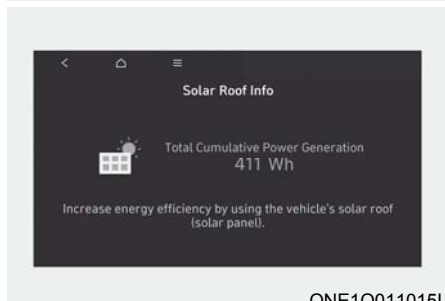 Solar Roof Info
Total Cumulative Power Generation
411 Wh
Increase energy efficiency by using the vehicle's solar roof
(solar panel).